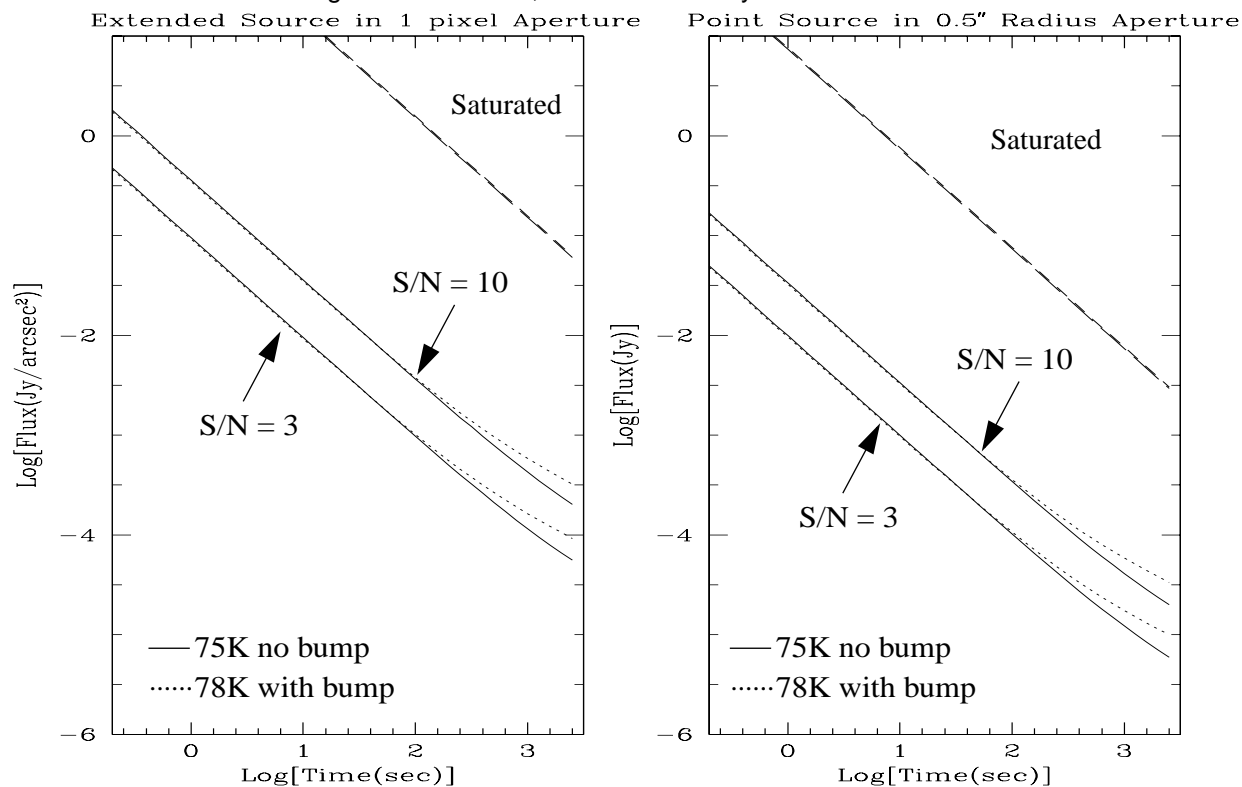 Extended Source in 1 pixel Aperture
Saturated
0
−2
−4
−6
S/N = 10
S/N = 3
75K no bump
78K with bump
0 1 2 3
Log[Time(sec)]
Log[Flux(Jy/arcsec²)]
Point Source in 0.5″ Radius Aperture
Saturated
0
−2
−4
−6
S/N = 10
S/N = 3
75K no bump
78K with bump
0 1 2 3
Log[Time(sec)]
Log[Flux(Jy)]